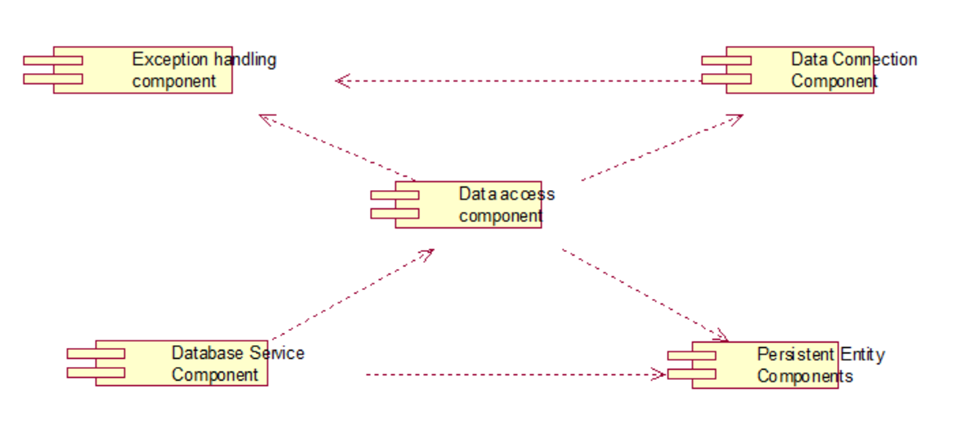 Exception handling
component
Data Connection
Component
Data access
component
Database Service
Component
Persistent Entity
Components